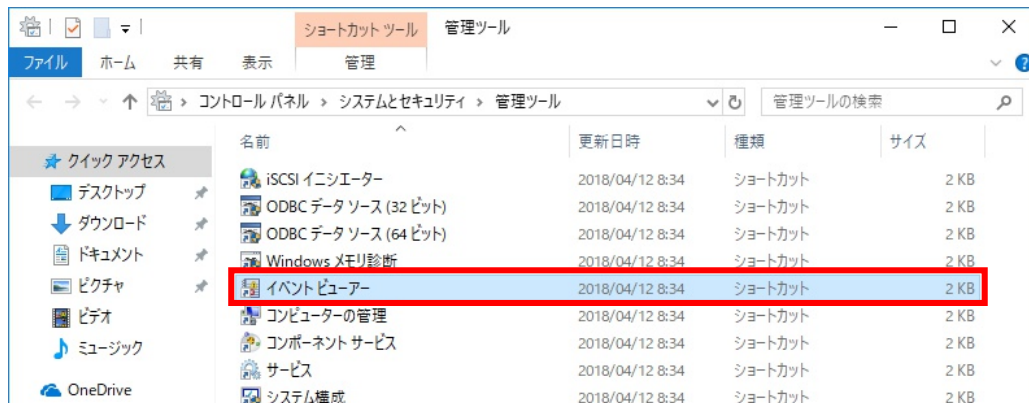 ショートカット ツール 管理ツール
ファイル ホーム 共有 表示 管理
コントロール パネル › システムとセキュリティ › 管理ツール 管理ツールの検索
名前 更新日時 種類 サイズ
クイック アクセス
デスクトップ
ダウンロード
ドキュメント
ピクチャ
ビデオ
ミュージック
OneDrive
iSCSI イニシエーター 2018/04/12 8:34 ショートカット 2 KB
ODBC データ ソース (32 ビット) 2018/04/12 8:34 ショートカット 2 KB
ODBC データ ソース (64 ビット) 2018/04/12 8:34 ショートカット 2 KB
Windows メモリ診断 2018/04/12 8:34 ショートカット 2 KB
イベント ビューアー 2018/04/12 8:34 ショートカット 2 KB
コンピューターの管理 2018/04/12 8:34 ショートカット 2 KB
コンポーネント サービス 2018/04/12 8:34 ショートカット 2 KB
サービス 2018/04/12 8:34 ショートカット 2 KB
システム構成 2018/04/12 8:34 ショートカット 2 KB